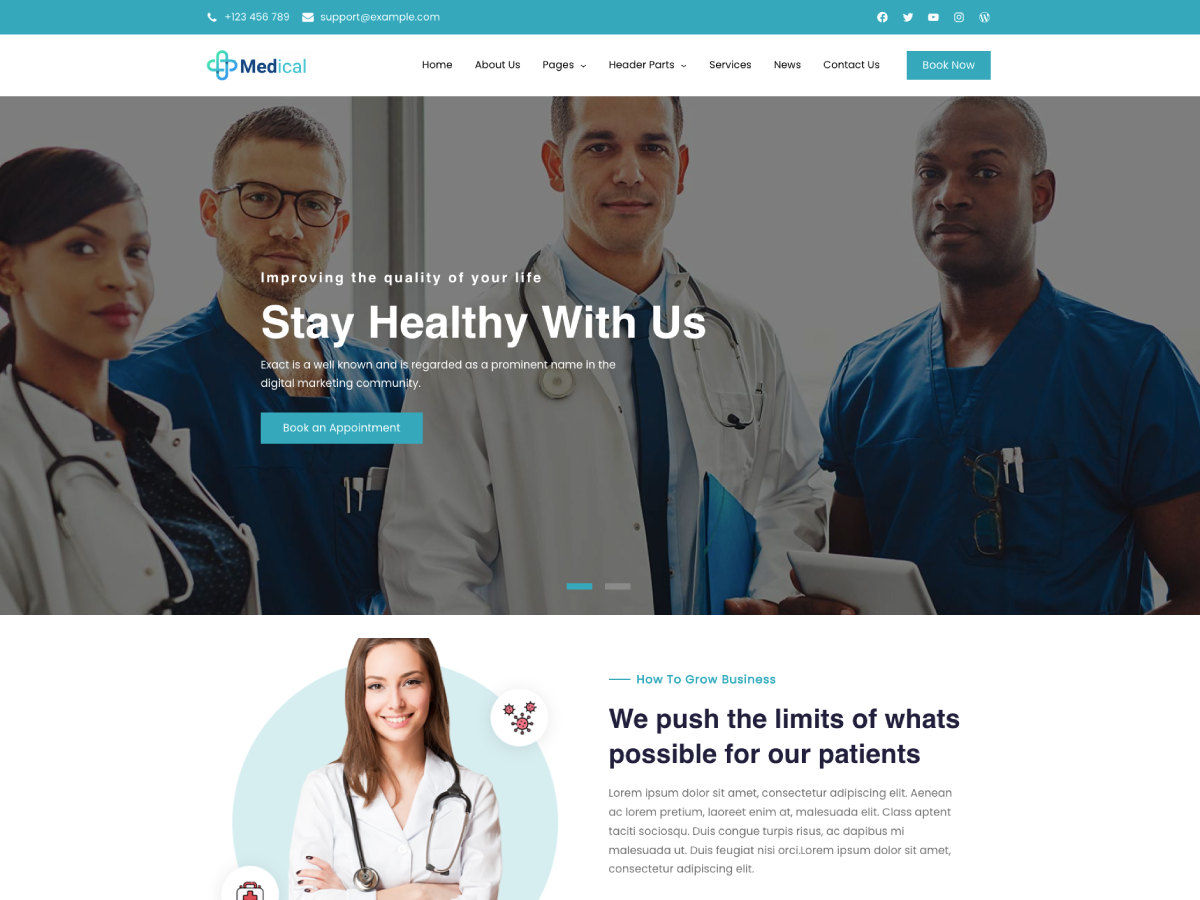 +123 456 789 support@example.com
Medical
Home About Us Pages Header Parts Services News Contact Us Book Now
Improving the quality of your life
Stay Healthy With Us
Exact is a well known and is regarded as a prominent name in the
digital marketing community.
Book an Appointment
How To Grow Business
We push the limits of whats
possible for our patients
Lorem ipsum dolor sit amet, consectetur adipiscing elit. Aenean
ac lorem pretium, laoreet enim at, malesuada elit. Class aptent
taciti sociosqu. Duis congue turpis risus, ac dapibus mi
malesuada ut. Duis feugiat nisi orci.Lorem ipsum dolor sit amet,
consectetur adipiscing elit.